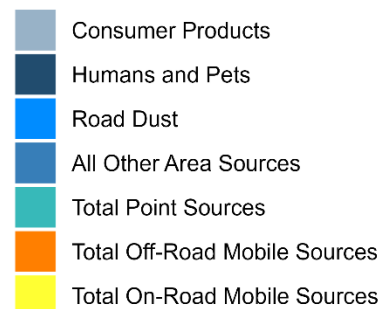 Consumer Products
Humans and Pets
Road Dust
All Other Area Sources
Total Point Sources
Total Off-Road Mobile Sources
Total On-Road Mobile Sources